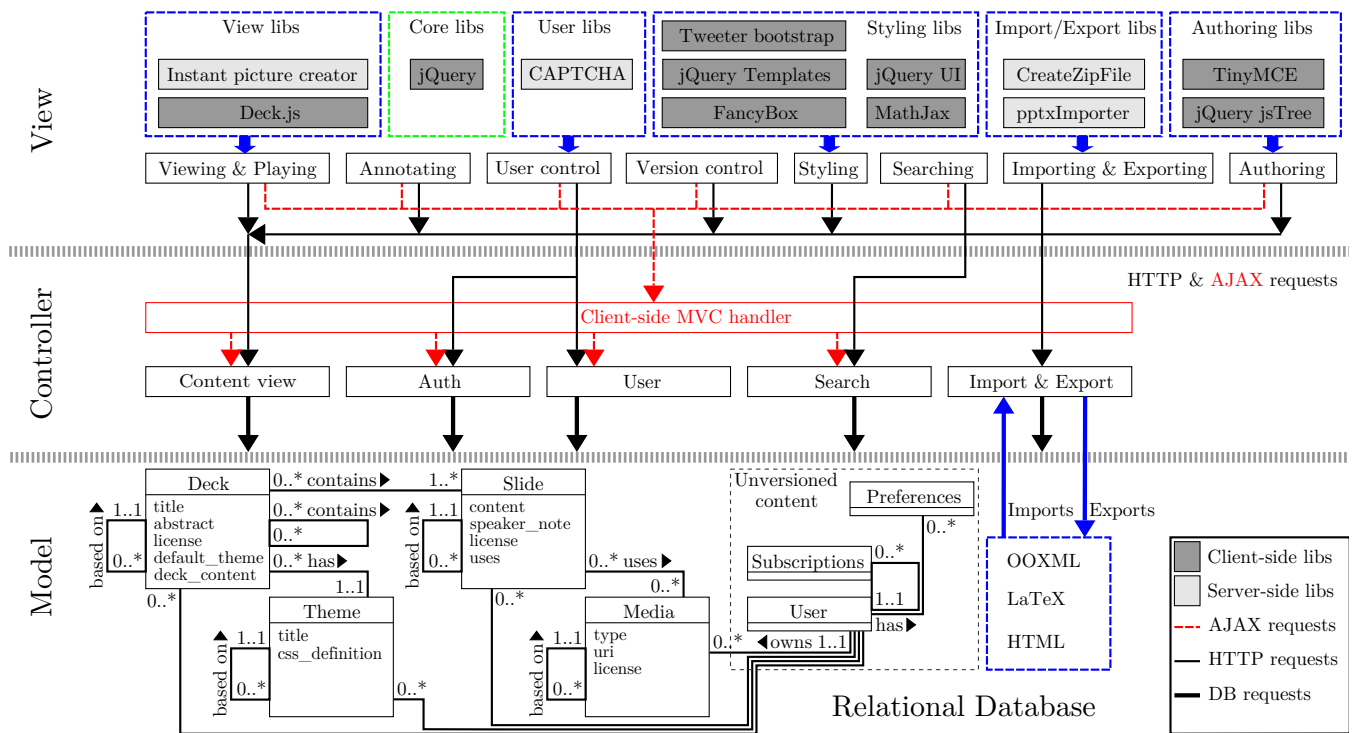 View libs
Core libs
User libs
Tweeter bootstrap
Styling libs
Import/Export libs
Authoring libs
Instant picture creator
jQuery
CAPTCHA
jQuery Templates
jQuery UI
CreateZipFile
TinyMCE
Deck.js
FancyBox
MathJax
pptxImporter
jQuery jsTree
View
Viewing & Playing
Annotating
User control
Version control
Styling
Searching
Importing & Exporting
Authoring
HTTP & AJAX requests
Controller
Client-side MVC handler
Content view
Auth
User
Search
Import & Export
Model
Deck
title
abstract
license
default_theme
deck_content
1..1
0..*
based on
0..* contains
1..*
0..* contains
0..*
0..* has
1..1
0..*
Slide
content
speaker_note
license
uses
1..1
0..*
based on
0..* uses
0..*
0..*
Theme
title
css_definition
1..1
0..*
based on
0..*
Media
type
uri
license
1..1
0..*
based on
0..*
owns 1..1
Unversioned
content
Preferences
0..*
Subscriptions
0..*
1..1
User
has
Imports
Exports
OOXML
LaTeX
HTML
Relational Database
Client-side libs
Server-side libs
AJAX requests
HTTP requests
DB requests